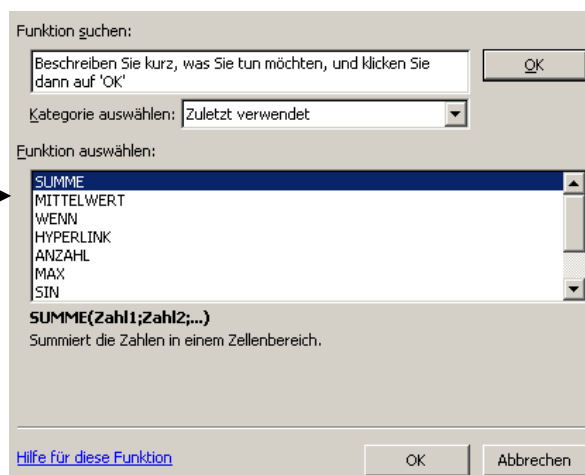 Funktion suchen:
Beschreiben Sie kurz, was Sie tun möchten, und klicken Sie
dann auf 'OK'
OK
Kategorie auswählen: Zuletzt verwendet
Funktion auswählen:
SUMME
MITTELWERT
WENN
HYPERLINK
ANZAHL
MAX
SIN
SUMME(Zahl1;Zahl2;...)
Summiert die Zahlen in einem Zellenbereich.
Hilfe für diese Funktion
OK
Abbrechen